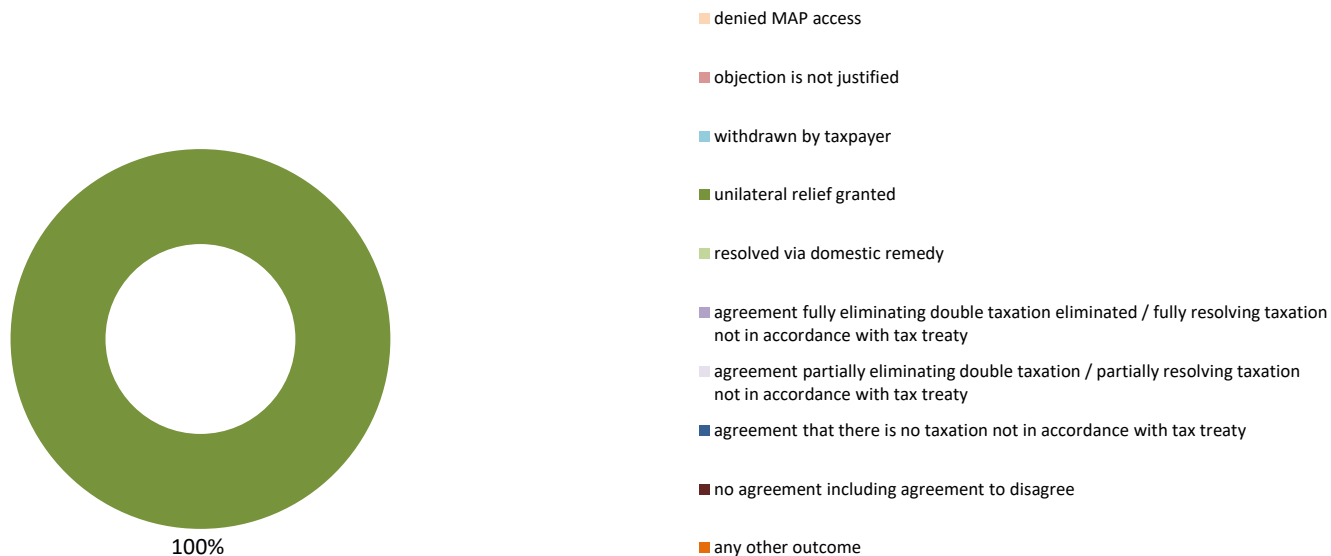 denied MAP access
objection is not justified
withdrawn by taxpayer
unilateral relief granted
resolved via domestic remedy
agreement fully eliminating double taxation eliminated / fully resolving taxation
not in accordance with tax treaty
agreement partially eliminating double taxation / partially resolving taxation
not in accordance with tax treaty
agreement that there is no taxation not in accordance with tax treaty
no agreement including agreement to disagree
any other outcome
100%